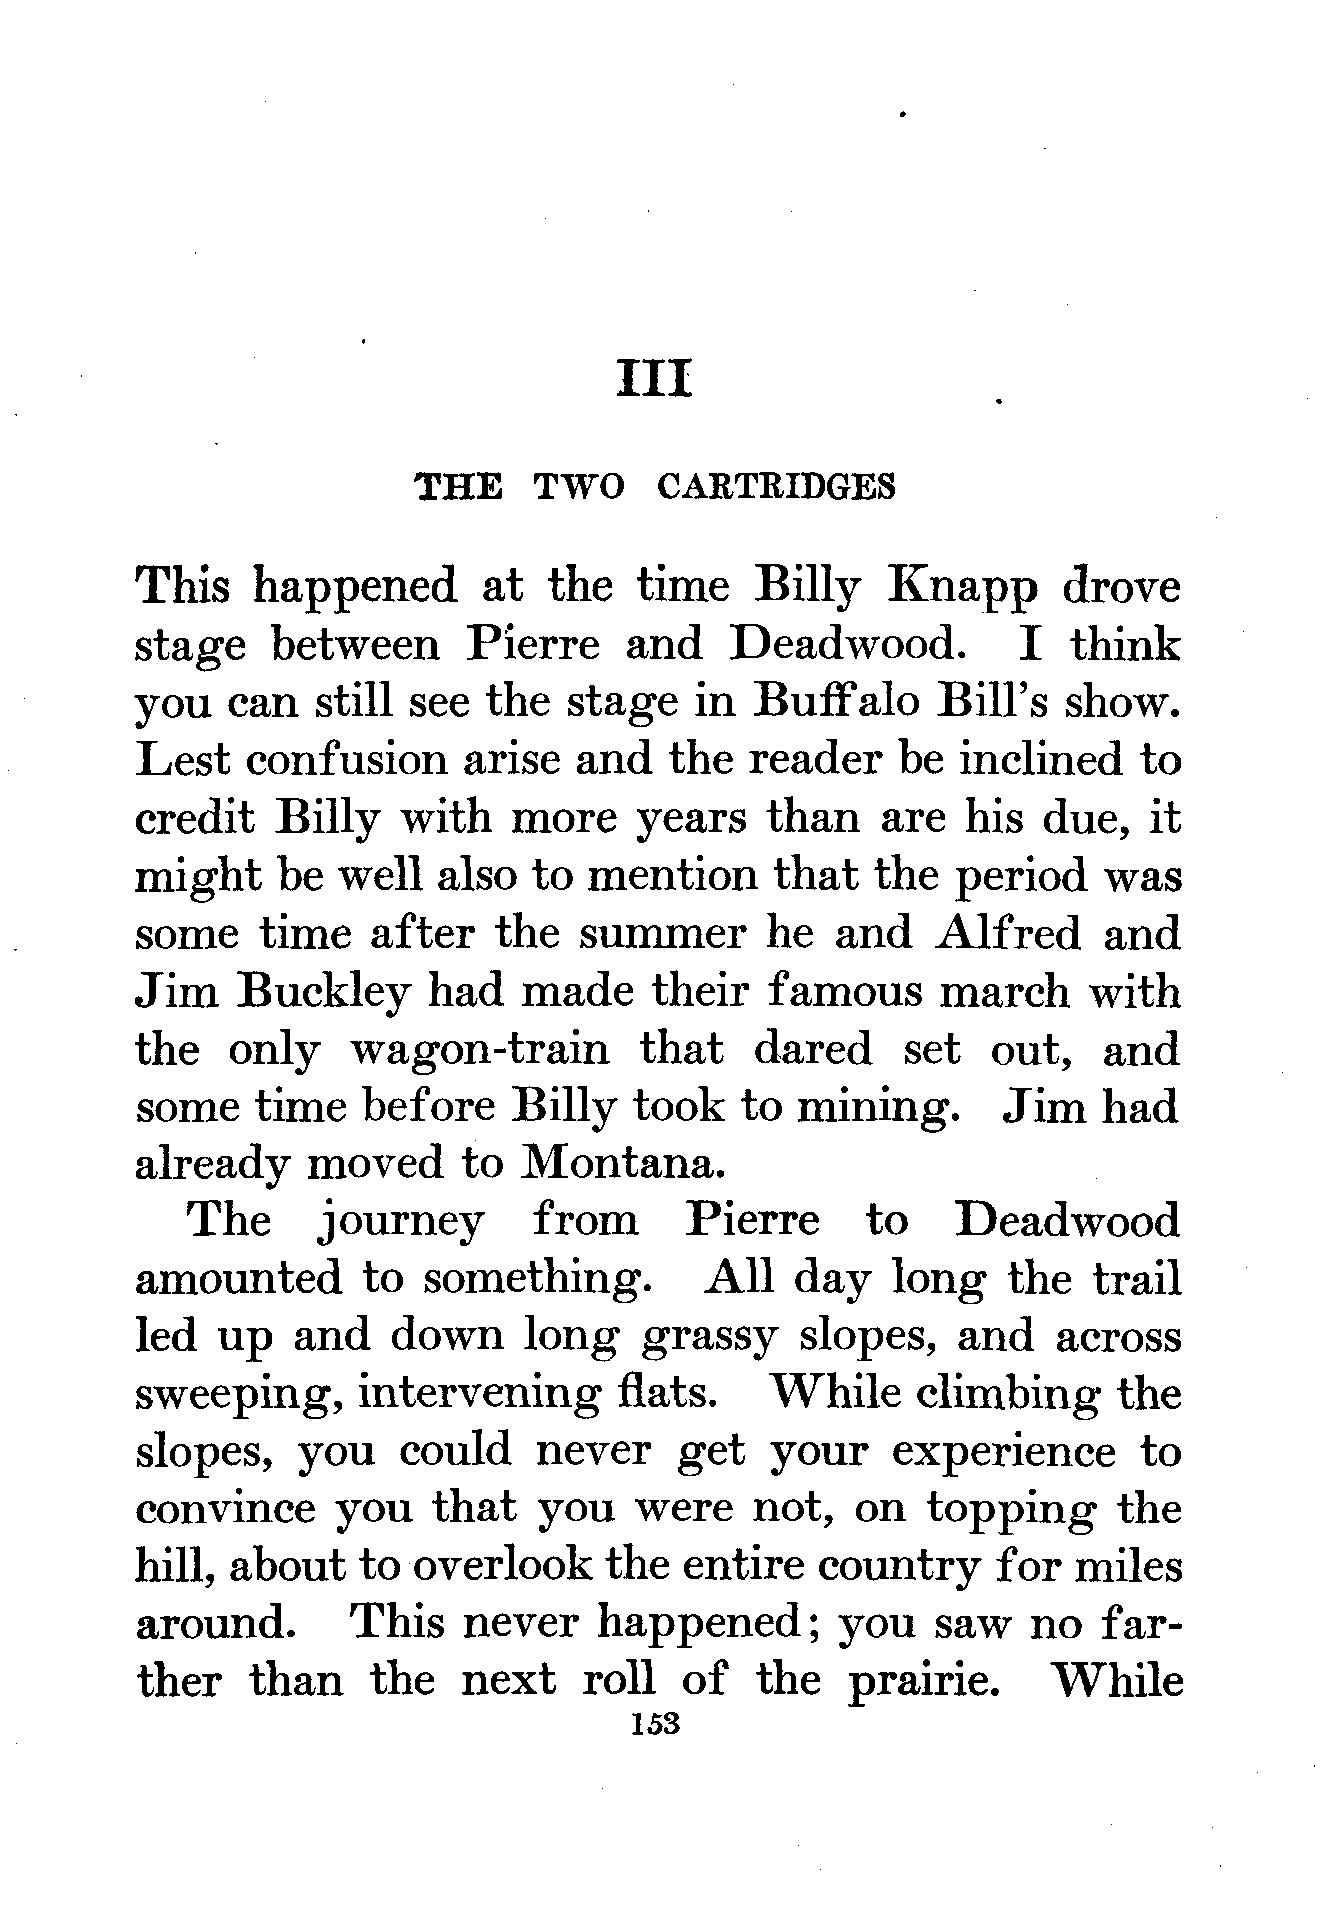 III
THE TWO CARTRIDGES
This happened at the time Billy Knapp drove
stage between Pierre and Deadwood. I think
you can still see the stage in Buffalo Bill's show.
Lest confusion arise and the reader be inclined to
credit Billy with more years than are his due, it
might be well also to mention that the period was
some time after the summer he and Alfred and
Jim Buckley had made their famous march with
the only wagon-train that dared set out, and
some time before Billy took to mining. Jim had
already moved to Montana.
The journey from Pierre to Deadwood
amounted to something. All day long the trail
led up and down long grassy slopes, and across
sweeping, intervening flats. While climbing the
slopes, you could never get your experience to
convince you that you were not, on topping the
hill, about to overlook the entire country for miles
around. This never happened; you saw no far-
ther than the next roll of the prairie. While
153